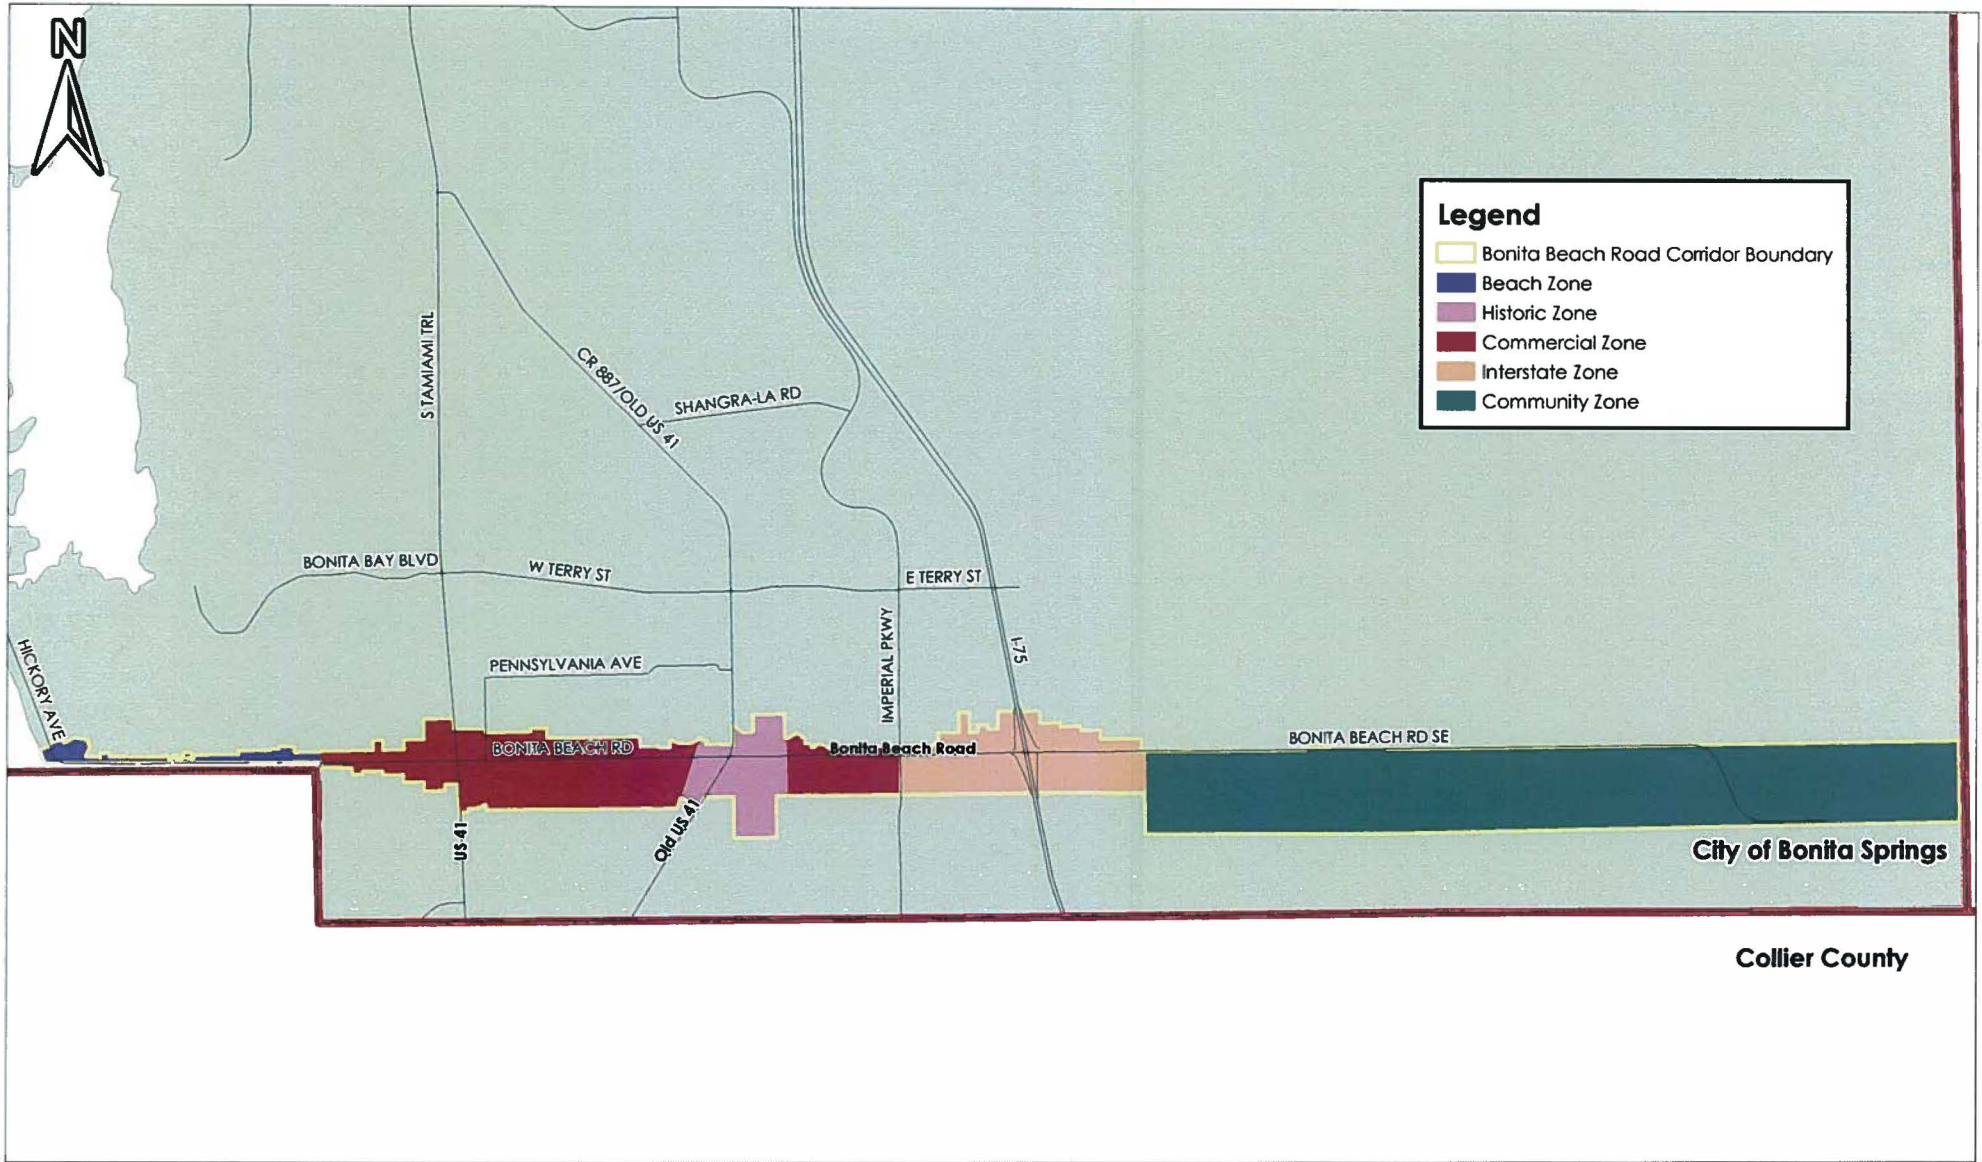 N
Legend
Bonita Beach Road Corridor Boundary
Beach Zone
Historic Zone
Commercial Zone
Interstate Zone
Community Zone
S TAMIAMI TRL
CR 887/OLD US 41
SHANGRA-LA RD
BONITA BAY BLVD
W TERRY ST
E TERRY ST
HICKORY AVE
PENNSYLVANIA AVE
IMPERIAL PKWY
I-75
BONITA BEACH RD
Bonita Beach Road
BONITA BEACH RD SE
US 41
Old US 41
City of Bonita Springs
Collier County